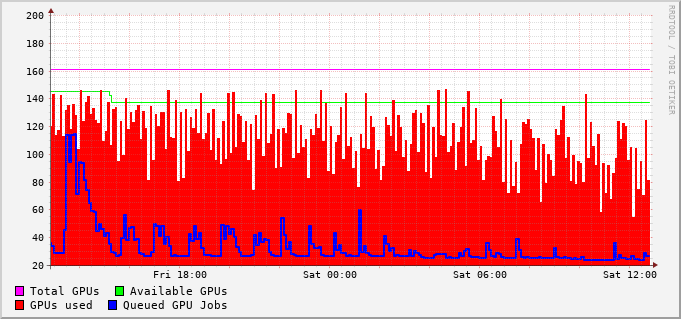 200
180
160
140
120
100
80
60
40
20
Fri 18:00 Sat 00:00 Sat 06:00 Sat 12:00
Total GPUs Available GPUs
GPUs used Queued GPU Jobs
RRDTOOL / TOBI OETIKER